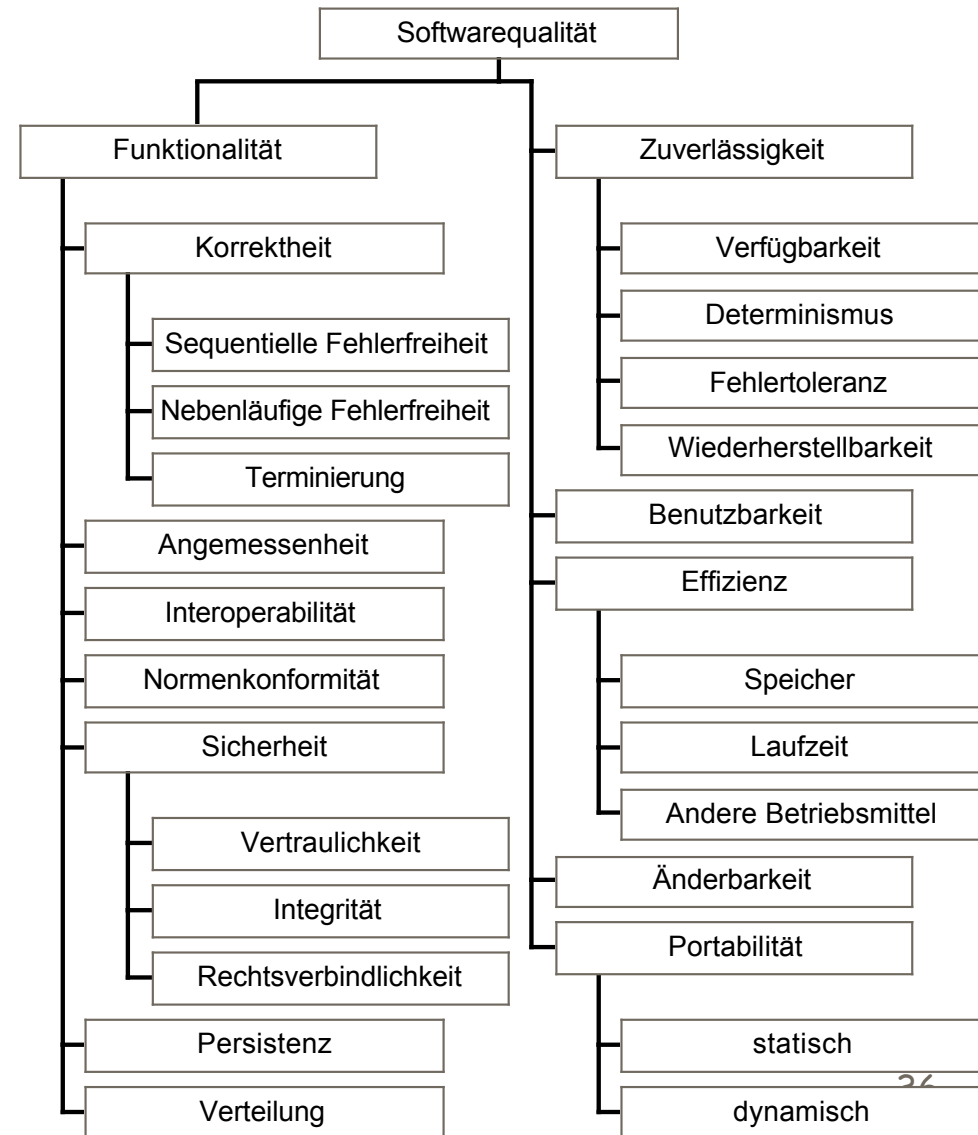 Softwarequalität
Funktionalität
Korrektheit
Sequentielle Fehlerfreiheit
Nebenläufige Fehlerfreiheit
Terminierung
Angemessenheit
Interoperabilität
Normenkonformität
Sicherheit
Vertraulichkeit
Integrität
Rechtsverbindlichkeit
Persistenz
Verteilung
Zuverlässigkeit
Verfügbarkeit
Determinismus
Fehlertoleranz
Wiederherstellbarkeit
Benutzbarkeit
Effizienz
Speicher
Laufzeit
Andere Betriebsmittel
Änderbarkeit
Portabilität
statisch
dynamisch